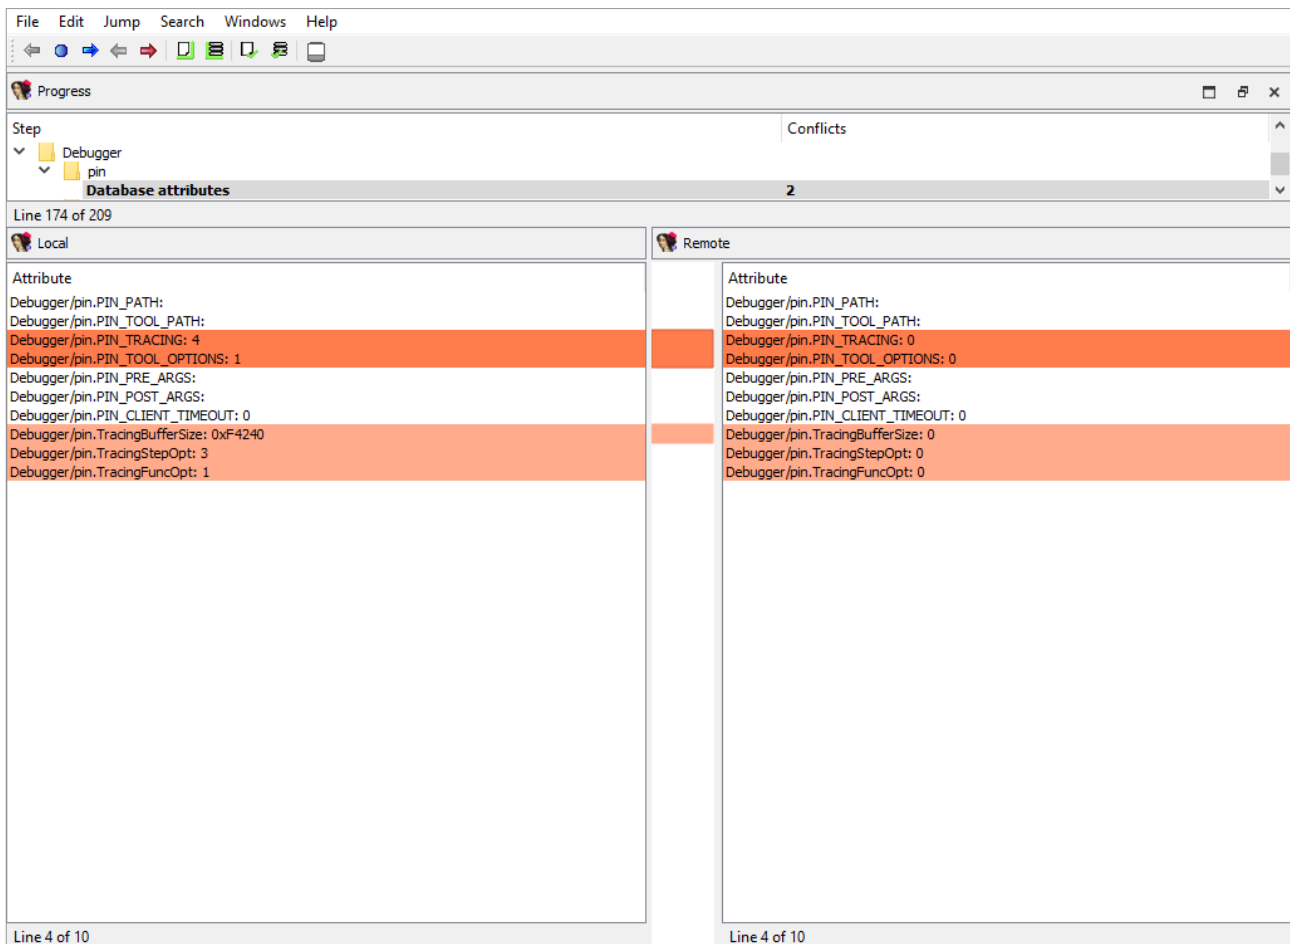 File Edit Jump Search Windows Help
Progress
Step Conflicts
Debugger
pin
Database attributes 2
Line 174 of 209
Local
Attribute
Debugger/pin.PIN_PATH:
Debugger/pin.PIN_TOOL_PATH:
Debugger/pin.PIN_TRACING: 4
Debugger/pin.PIN_TOOL_OPTIONS: 1
Debugger/pin.PIN_PRE_ARGS:
Debugger/pin.PIN_POST_ARGS:
Debugger/pin.PIN_CLIENT_TIMEOUT: 0
Debugger/pin.TracingBufferSize: 0xF4240
Debugger/pin.TracingStepOpt: 3
Debugger/pin.TracingFuncOpt: 1
Line 4 of 10
Remote
Attribute
Debugger/pin.PIN_PATH:
Debugger/pin.PIN_TOOL_PATH:
Debugger/pin.PIN_TRACING: 0
Debugger/pin.PIN_TOOL_OPTIONS: 0
Debugger/pin.PIN_PRE_ARGS:
Debugger/pin.PIN_POST_ARGS:
Debugger/pin.PIN_CLIENT_TIMEOUT: 0
Debugger/pin.TracingBufferSize: 0
Debugger/pin.TracingStepOpt: 0
Debugger/pin.TracingFuncOpt: 0
Line 4 of 10